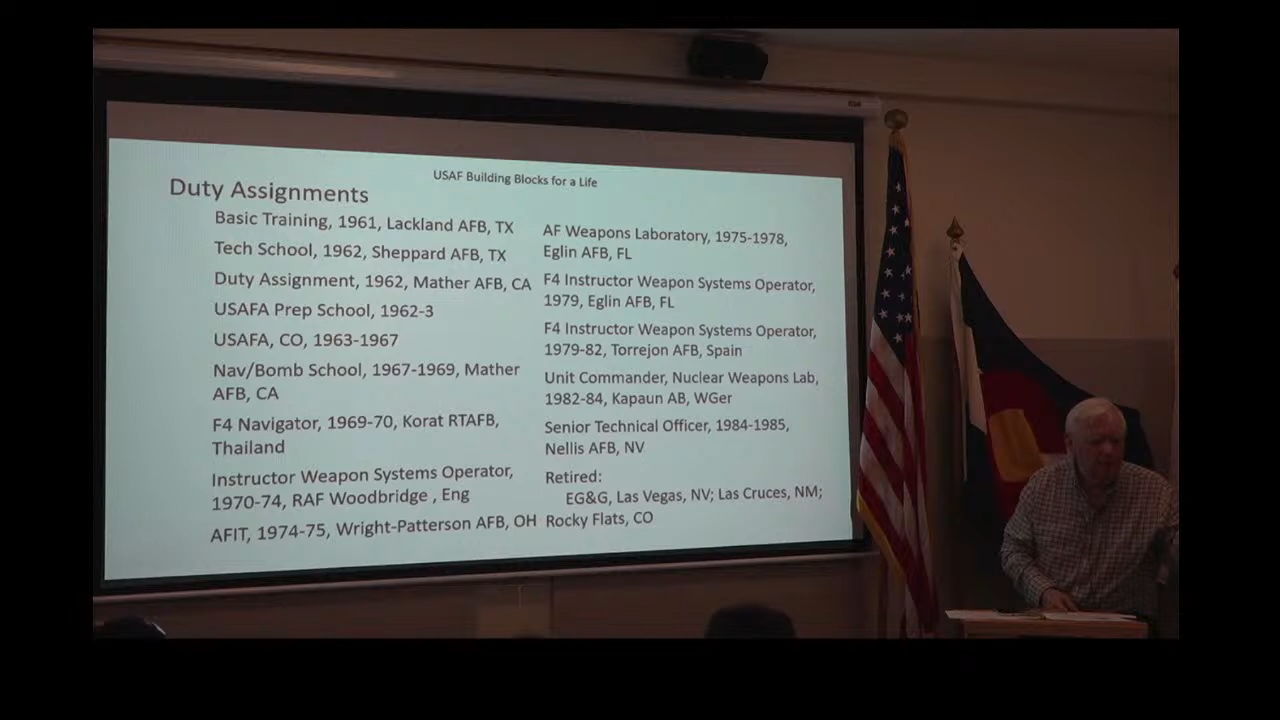 USAF Building Blocks for a Life
Duty Assignments
Basic Training, 1961, Lackland AFB, TX
Tech School, 1962, Sheppard AFB, TX
Duty Assignment, 1962, Mather AFB, CA
USAFA Prep School, 1962-3
USAFA, CO, 1963-1967
Nav/Bomb School, 1967-1969, Mather
AFB, CA
F4 Navigator, 1969-70, Korat RTAFB,
Thailand
Instructor Weapon Systems Operator,
1970-74, RAF Woodbridge , Eng
AFIT, 1974-75, Wright-Patterson AFB, OH
AF Weapons Laboratory, 1975-1978,
Eglin AFB, FL
F4 Instructor Weapon Systems Operator,
1979, Eglin AFB, FL
F4 Instructor Weapon Systems Operator,
1979-82, Torrejon AFB, Spain
Unit Commander, Nuclear Weapons Lab,
1982-84, Kapaun AB, WGer
Senior Technical Officer, 1984-1985,
Nellis AFB, NV
Retired:
EG&G, Las Vegas, NV; Las Cruces, NM;
Rocky Flats, CO